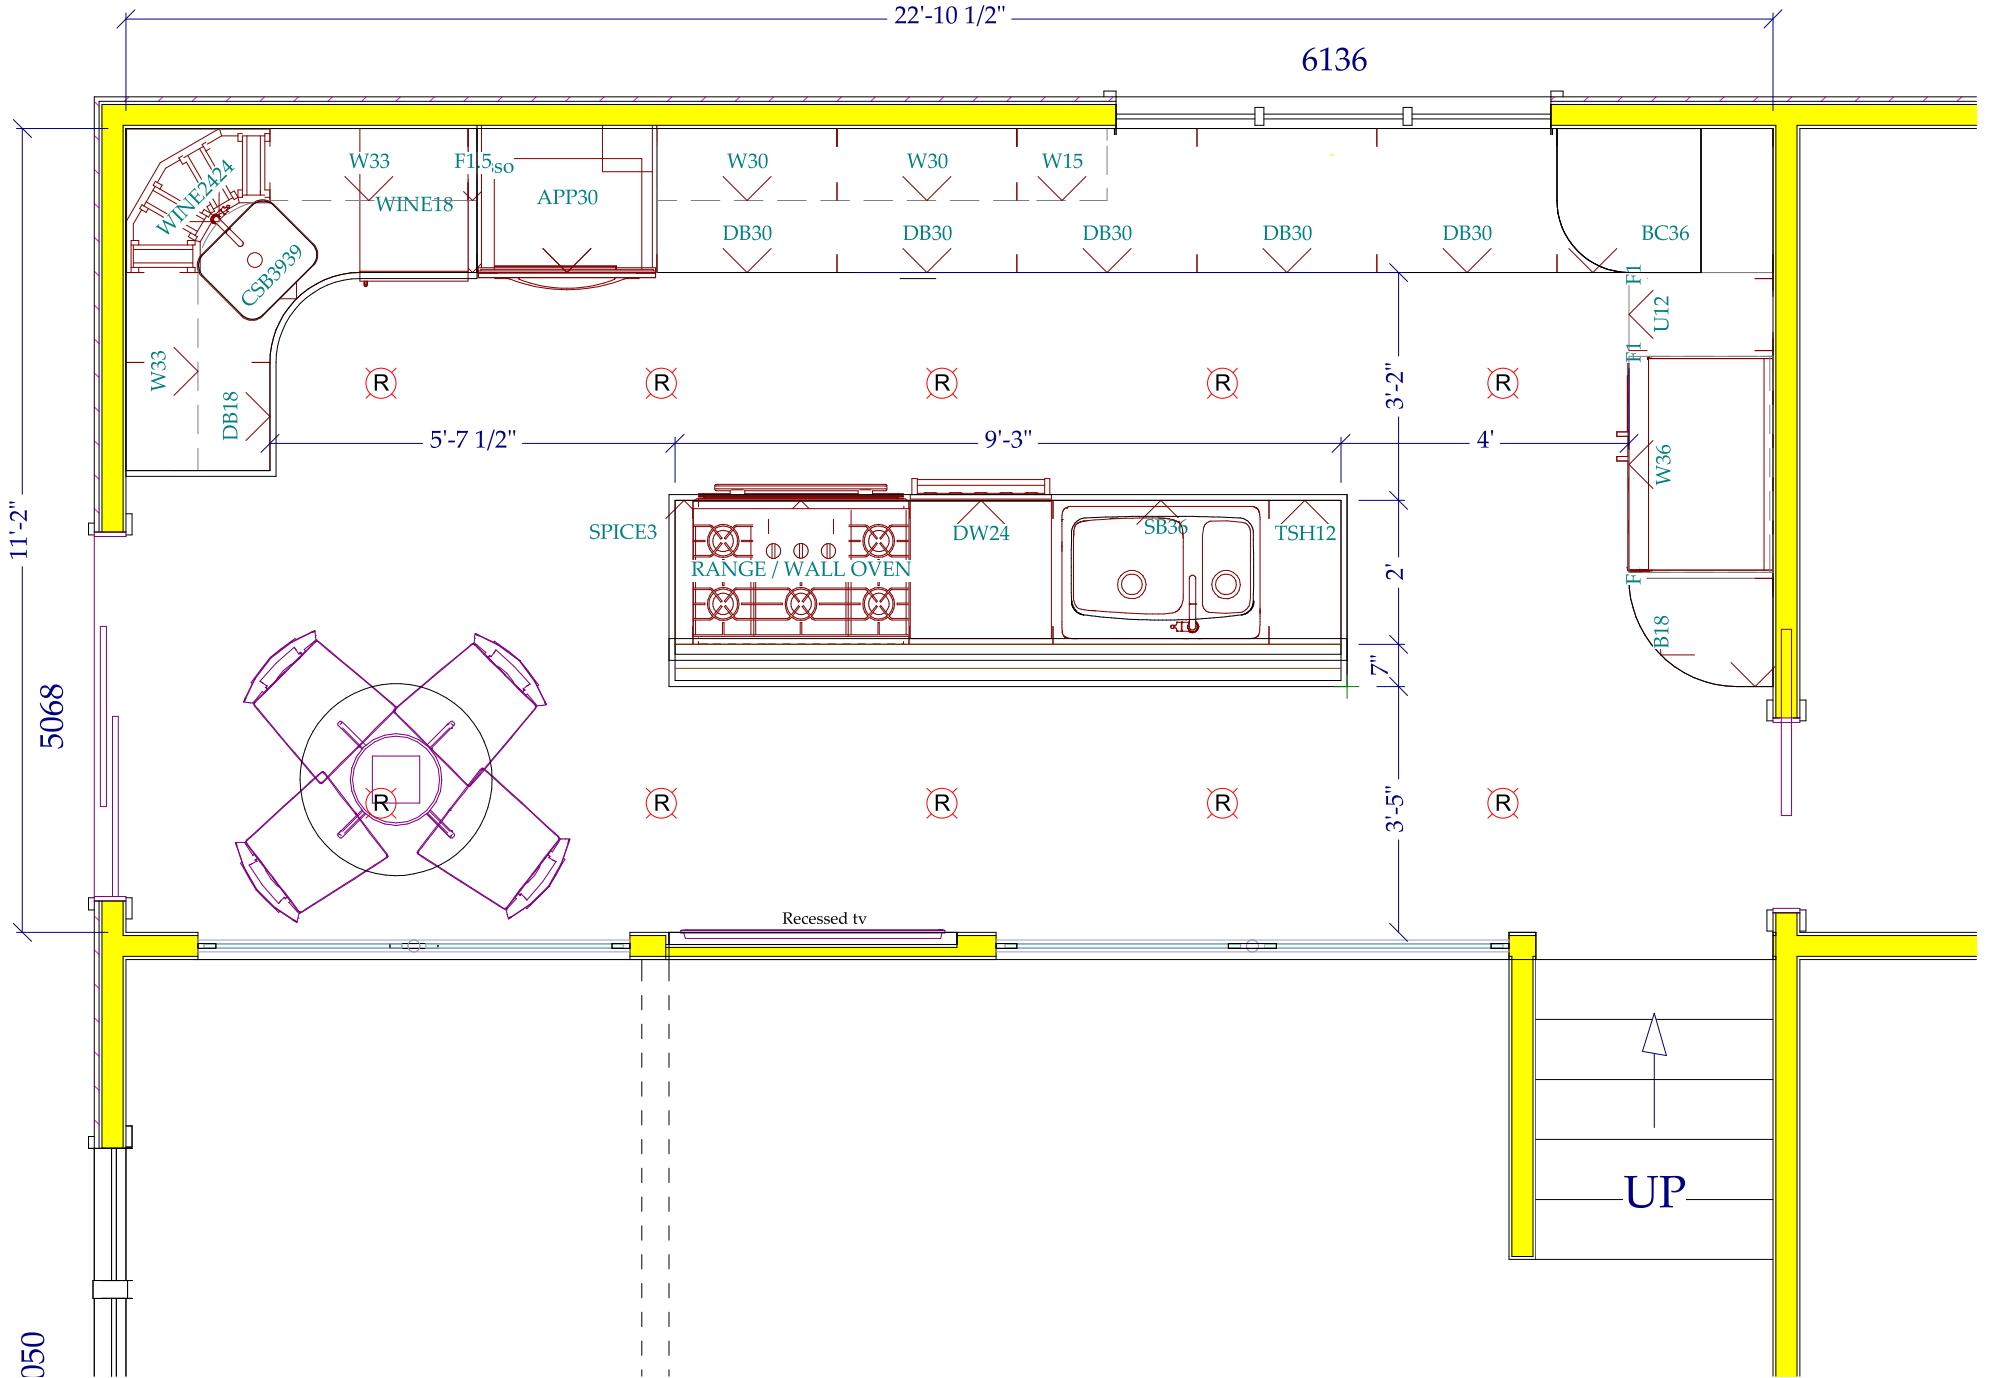 22'-10 1/2"
6136
W33
F1.5
so
W30
W30
W15
WINE2424
WINE18
APP30
DB30
DB30
DB30
DB30
DB30
BC36
CSB3939
F1
U12
F1
W33
DB18
R
R
R
R
R
3'-2"
5'-7 1/2"
9'-3"
4'
W36
11'-2"
SPICE3
DW24
SB36
TSH12
RANGE / WALL OVEN
2'
F
B18
7"
5068
R
R
R
R
R
3'-5"
Recessed tv
UP
050